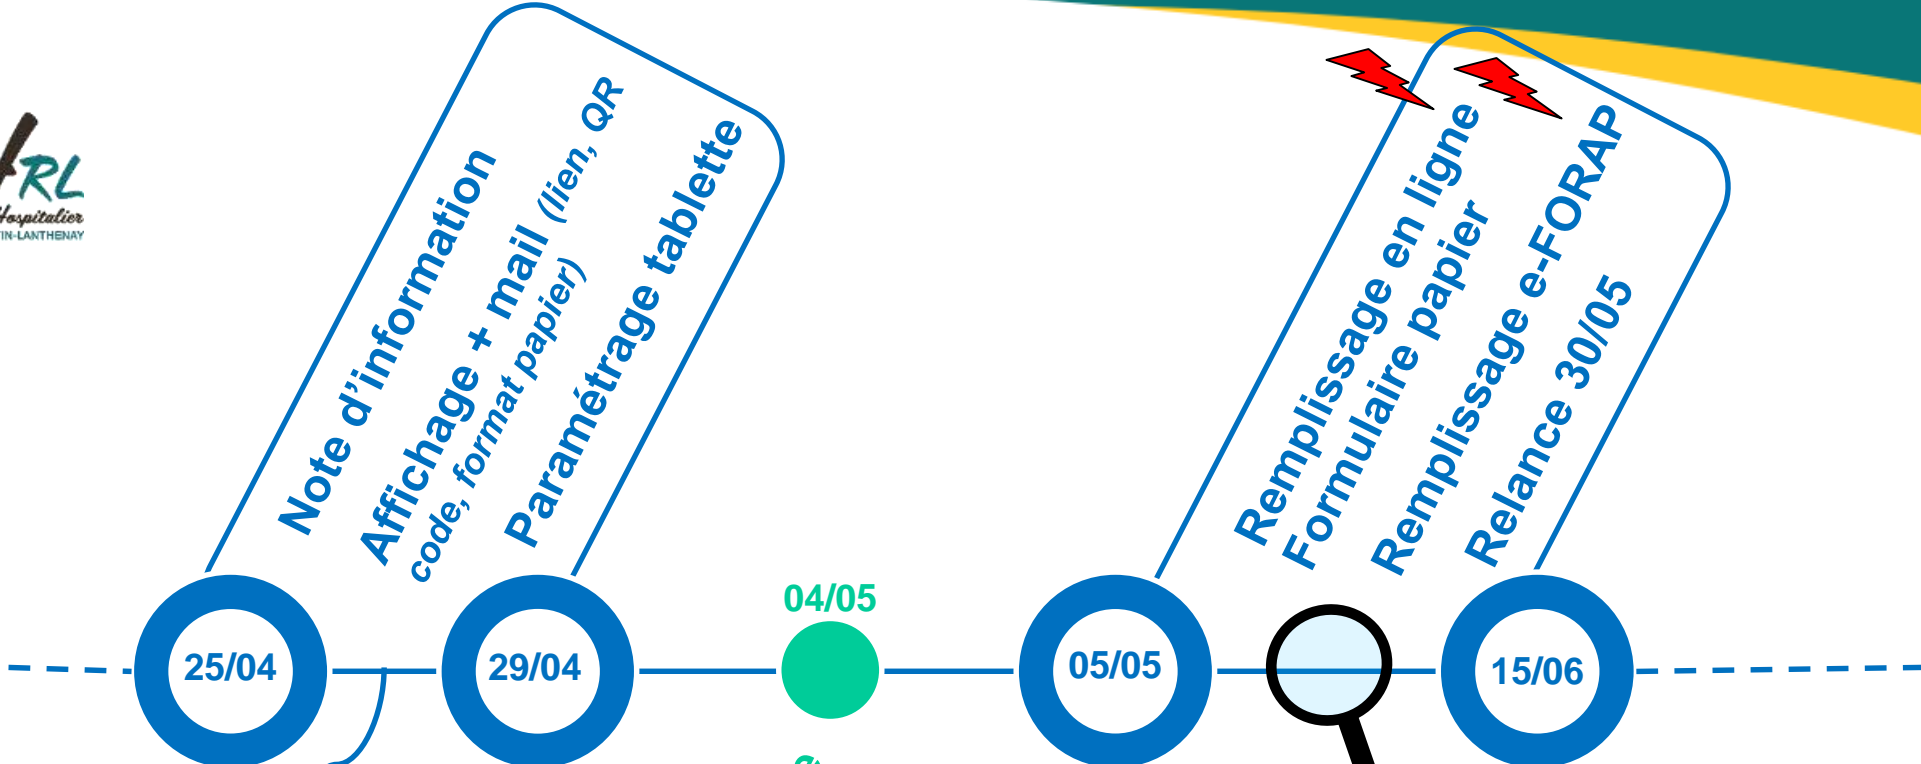 RL
Hospitalier
TIN-LANTHENAY
Note d'information
Affichage + mail (lien, QR
code, format papier)
Paramétrage tablette
Remplissage en ligne
Formulaire papier
Remplissage e-FORAP
Relance 30/05
25/04
29/04
04/05
05/05
15/06